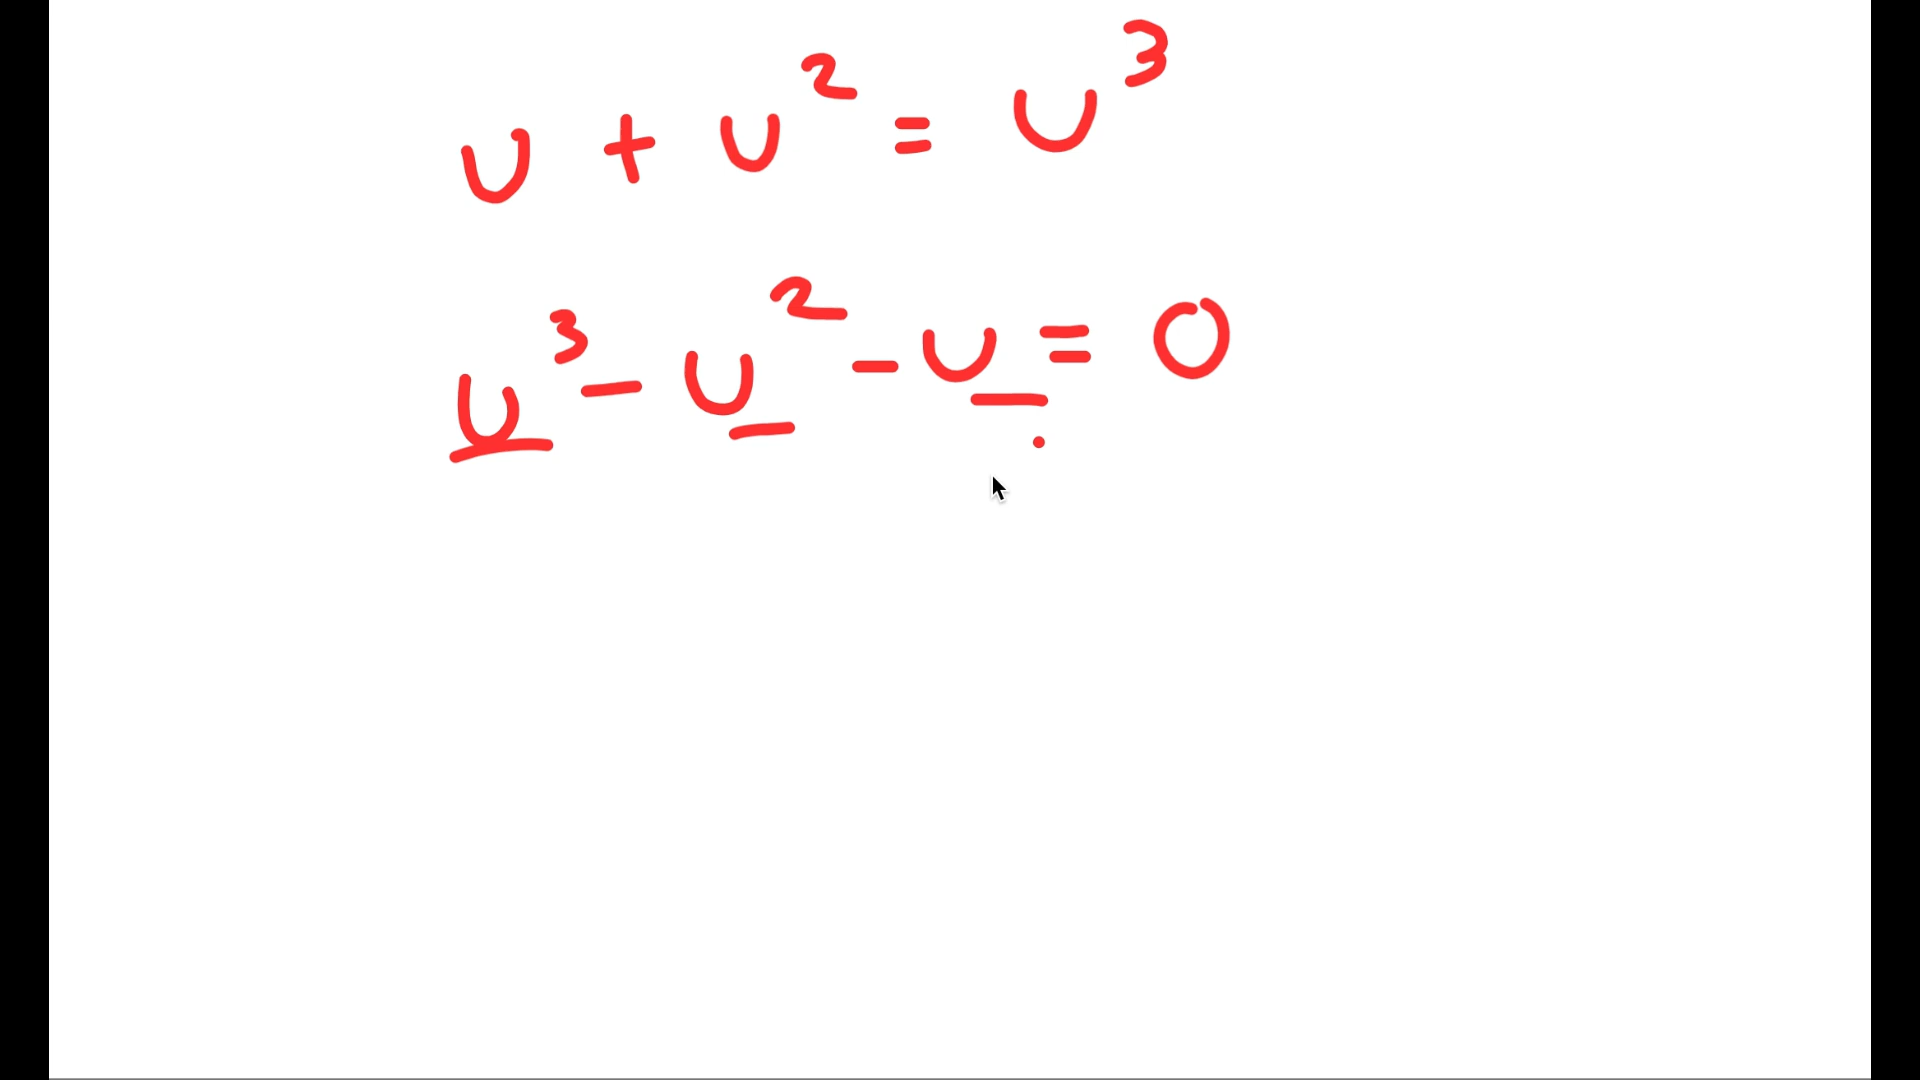 u + u² = u³
u³ - u² - u = 0